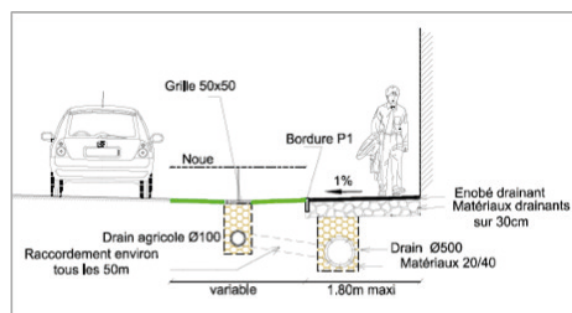 Grille 50x50
Bordure P1
Noue
1%
Enobé drainant
Matériaux drainants
sur 30cm
Drain agricole Ø100
Raccordement environ
tous les 50m
Drain Ø500
Matériaux 20/40
variable
1.80m maxi